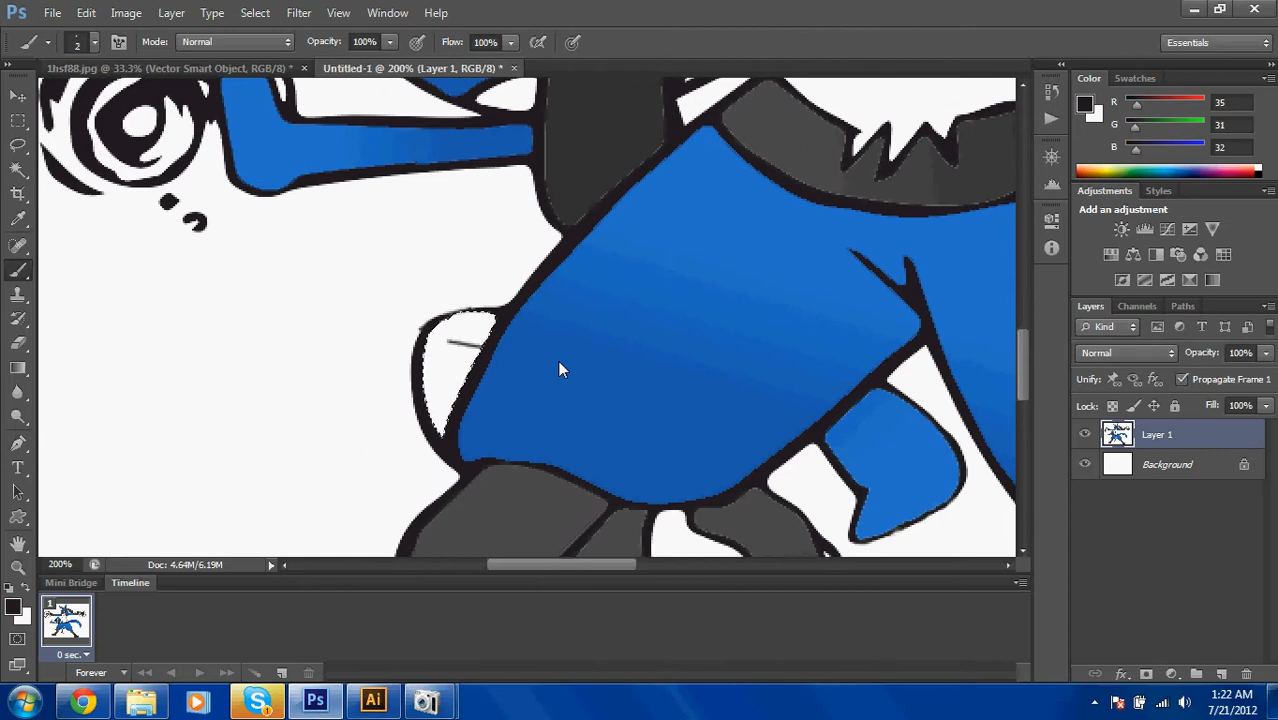 Ps File Edit Image Layer Type Select Filter View Window Help
2 Mode: Normal Opacity: 100% Flow: 100% Essentials
1hsf88.jpg @ 33.3% (Vector Smart Object, RGB/8) * × Untitled-1 @ 200% (Layer 1, RGB/8) * ×
Color Swatches
R 35
G 31
B 32
Adjustments Styles
Add an adjustment
Layers Channels Paths
Kind
Normal Opacity: 100%
Unify: Propagate Frame 1
Lock: Fill: 100%
Layer 1
Background
200% Doc: 4.64M/6.19M
Mini Bridge Timeline
1
0 sec.
Forever
Ps Ai
1:22 AM
7/21/2012